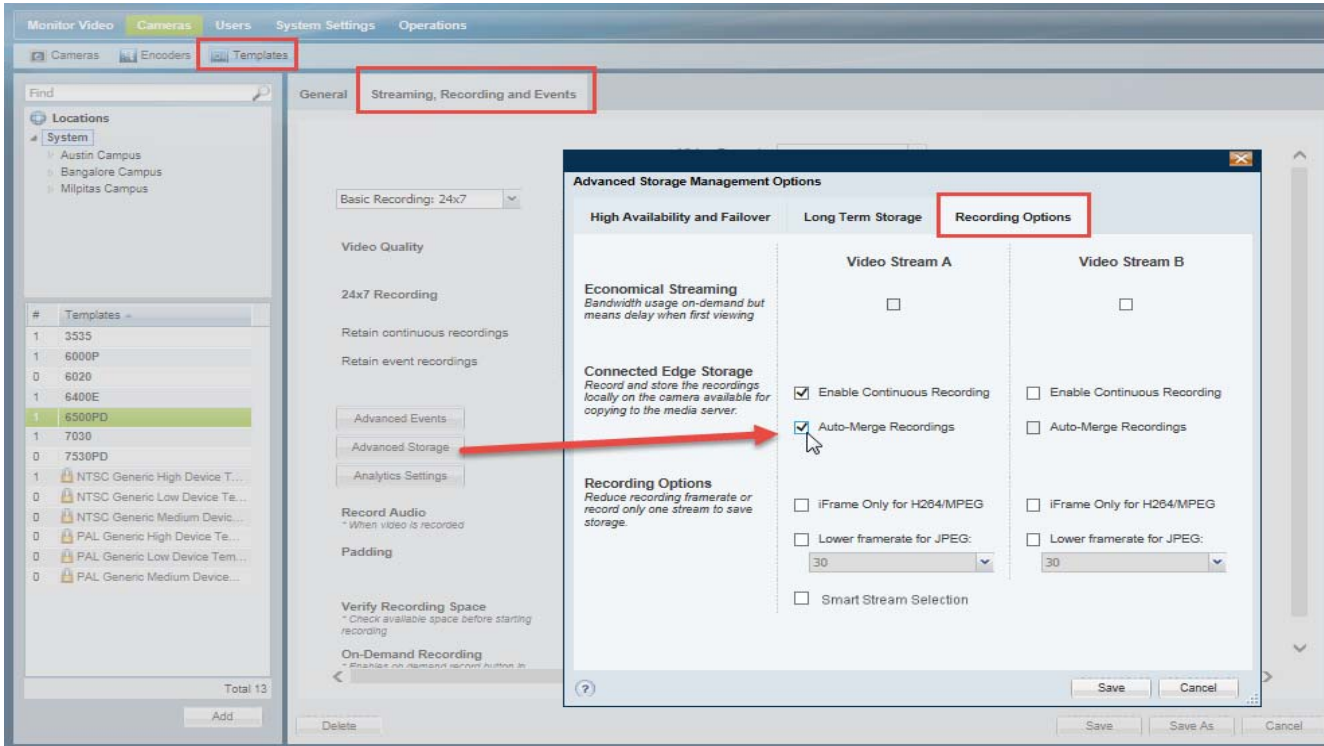 Monitor Video Cameras Users System Settings Operations
Cameras Encoders Templates
Find
Locations
System
Austin Campus
Bangalore Campus
Milpitas Campus
# Templates
1 3535
1 6000P
0 6020
1 6400E
1 6500PD
1 7030
0 7530PD
1 NTSC Generic High Device T...
0 NTSC Generic Low Device Te...
0 NTSC Generic Medium Devic...
0 PAL Generic High Device Te...
0 PAL Generic Low Device Tem...
0 PAL Generic Medium Device...
Total 13
Add
General Streaming, Recording and Events
Basic Recording: 24x7
Video Quality
24x7 Recording
Retain continuous recordings
Retain event recordings
Advanced Events
Advanced Storage
Analytics Settings
Record Audio
* When video is recorded
Padding
Verify Recording Space
* Check available space before starting
recording
On-Demand Recording
* Enables on demand record button in
Delete Save Save As Cancel
Advanced Storage Management Options
High Availability and Failover Long Term Storage Recording Options
Video Stream A Video Stream B
Economical Streaming
Bandwidth usage on-demand but
means delay when first viewing
Connected Edge Storage
Record and store the recordings
locally on the camera available for
copying to the media server.
Enable Continuous Recording Enable Continuous Recording
Auto-Merge Recordings Auto-Merge Recordings
Recording Options
Reduce recording framerate or
record only one stream to save
storage.
iFrame Only for H264/MPEG iFrame Only for H264/MPEG
Lower framerate for JPEG: Lower framerate for JPEG:
30 30
Smart Stream Selection
? Save Cancel